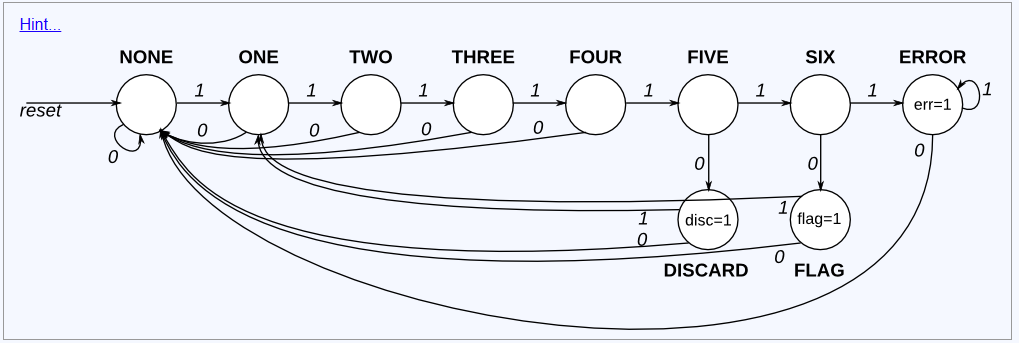 Hint...
NONE ONE TWO THREE FOUR FIVE SIX ERROR
reset 1 1 1 1 1 1 1 err=1 1
0 0 0 0 0 0 0 0
1 disc=1 1 flag=1
0 0
DISCARD FLAG